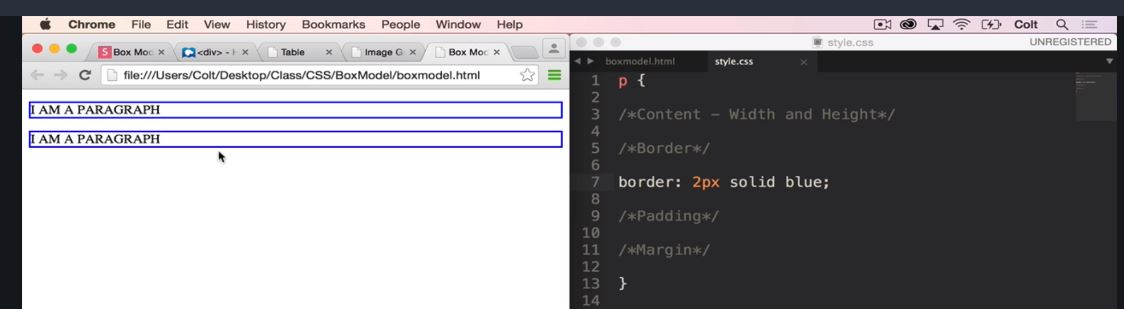 Chrome File Edit View History Bookmarks People Window Help Colt
Box Mod <div> - Table Image G Box Mod
style.css UNREGISTERED
file:///Users/Colt/Desktop/Class/CSS/BoxModel/boxmodel.html
boxmodel.html style.css
I AM A PARAGRAPH
I AM A PARAGRAPH
1 p {
2
3 /*Content - Width and Height*/
4
5 /*Border*/
6
7 border: 2px solid blue;
8
9 /*Padding*/
10
11 /*Margin*/
12
13 }
14